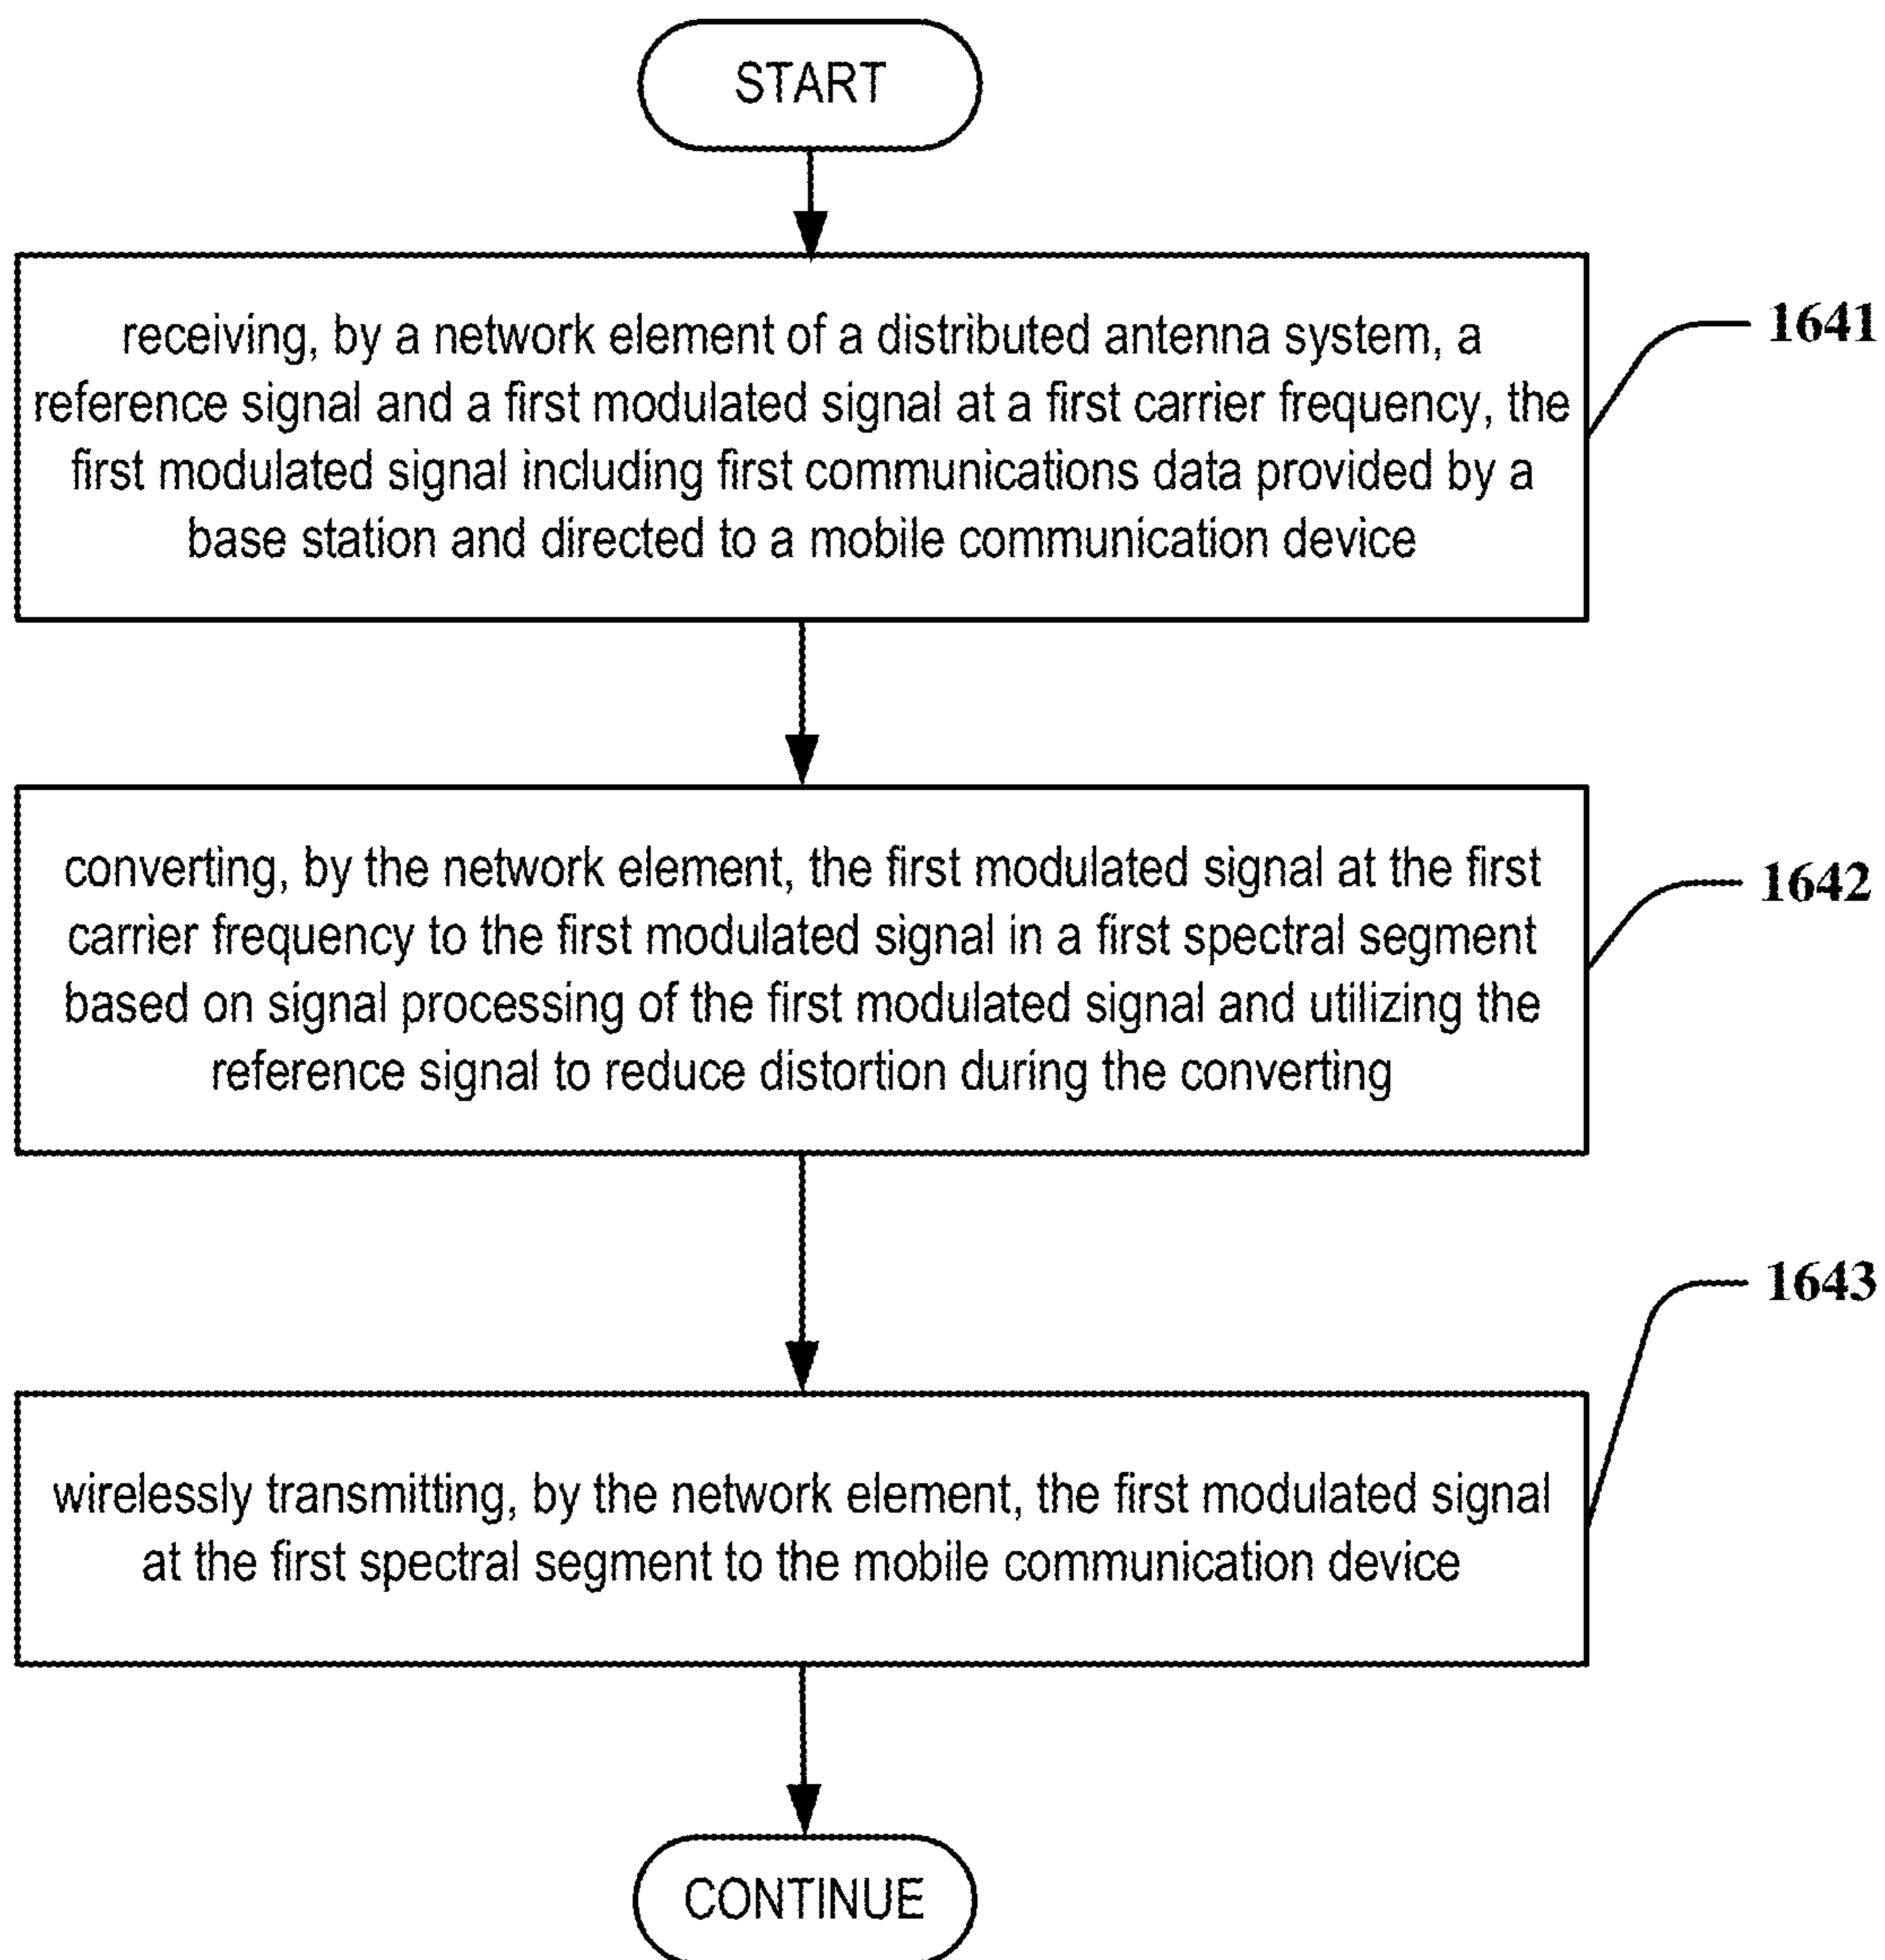 START
receiving, by a network element of a distributed antenna system, a
reference signal and a first modulated signal at a first carrier frequency, the
first modulated signal including first communications data provided by a
base station and directed to a mobile communication device
1641
converting, by the network element, the first modulated signal at the first
carrier frequency to the first modulated signal in a first spectral segment
based on signal processing of the first modulated signal and utilizing the
reference signal to reduce distortion during the converting
1642
wirelessly transmitting, by the network element, the first modulated signal
at the first spectral segment to the mobile communication device
1643
CONTINUE